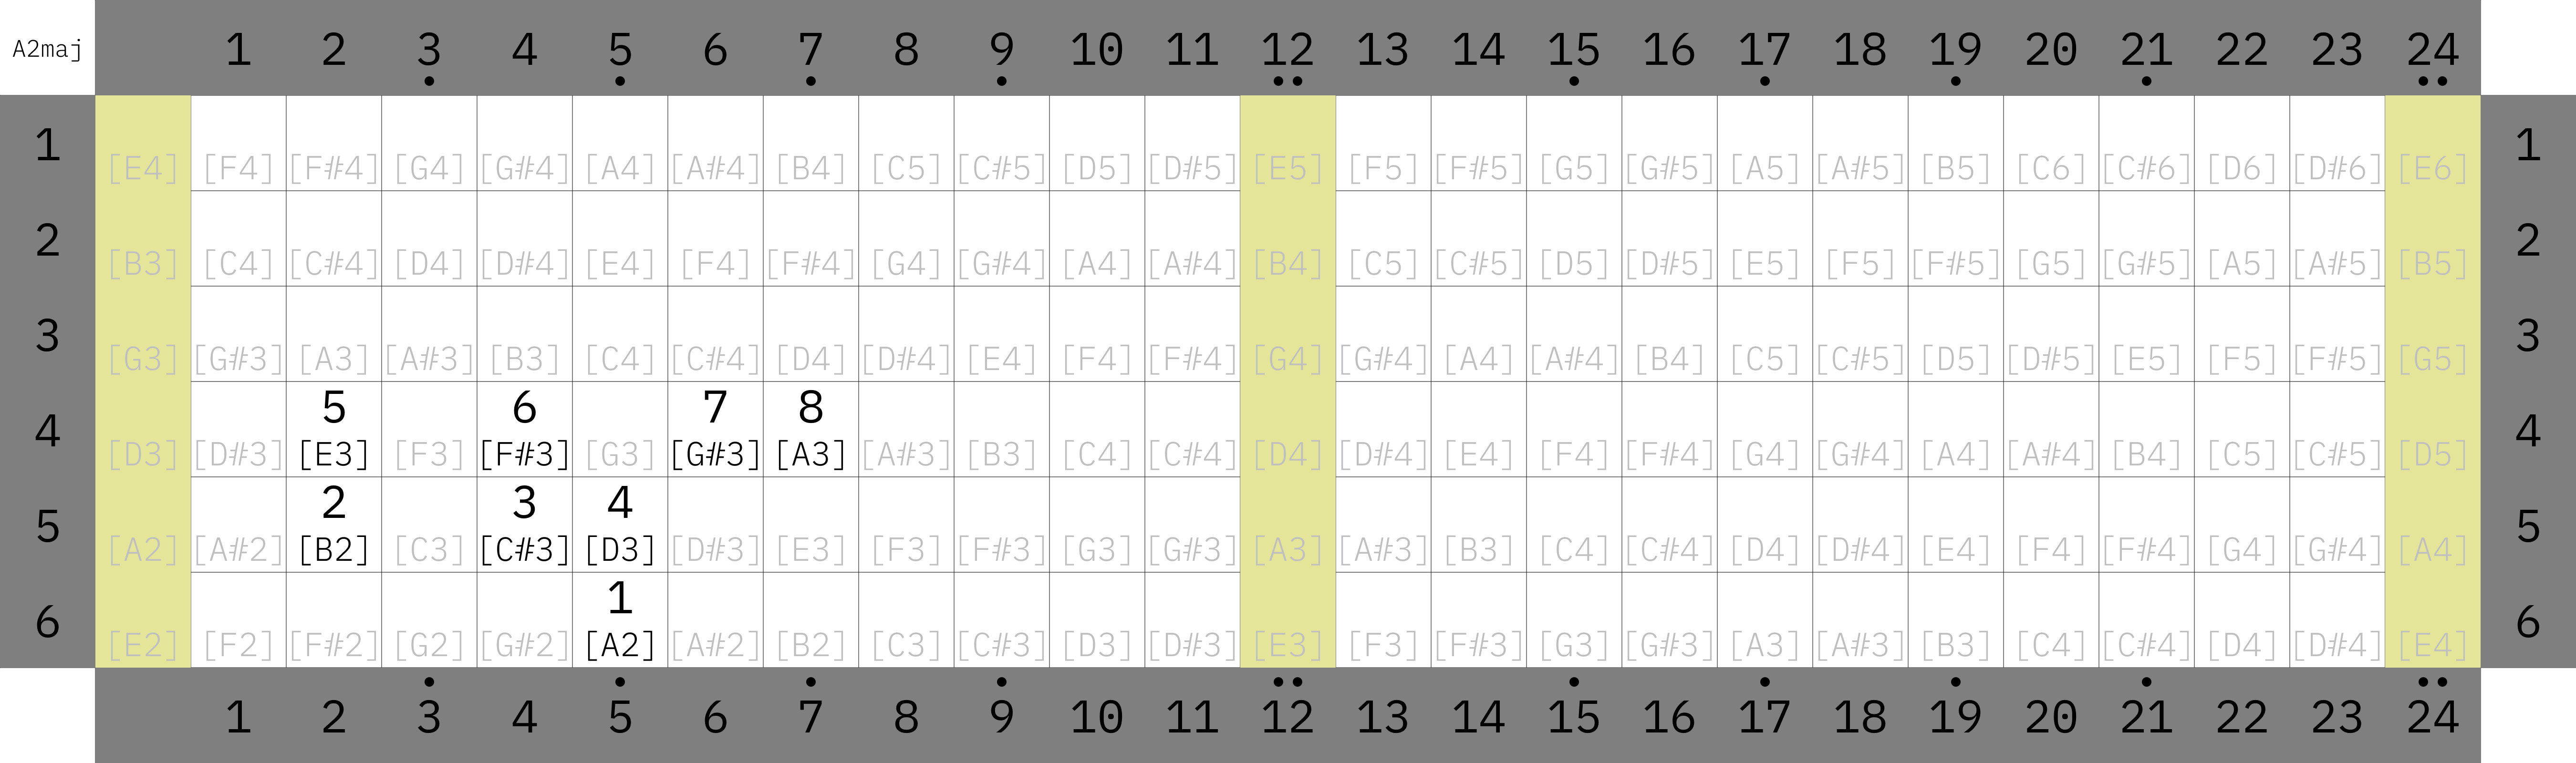 A2maj 1 2 3 4 5 6 7 8 9 10 11 12 13 14 15 16 17 18 19 20 21 22 23 24
1 [E4] [F4] [F#4] [G4] [G#4] [A4] [A#4] [B4] [C5] [C#5] [D5] [D#5] [E5] [F5] [F#5] [G5] [G#5] [A5] [A#5] [B5] [C6] [C#6] [D6] [D#6] [E6] 1
2 [B3] [C4] [C#4] [D4] [D#4] [E4] [F4] [F#4] [G4] [G#4] [A4] [A#4] [B4] [C5] [C#5] [D5] [D#5] [E5] [F5] [F#5] [G5] [G#5] [A5] [A#5] [B5] 2
3 [G3] [G#3] [A3] [A#3] [B3] [C4] [C#4] [D4] [D#4] [E4] [F4] [F#4] [G4] [G#4] [A4] [A#4] [B4] [C5] [C#5] [D5] [D#5] [E5] [F5] [F#5] [G5] 3
5 6 7 8
4 [D3] [D#3] [E3] [F3] [F#3] [G3] [G#3] [A3] [A#3] [B3] [C4] [C#4] [D4] [D#4] [E4] [F4] [F#4] [G4] [G#4] [A4] [A#4] [B4] [C5] [C#5] [D5] 4
2 3 4
5 [A2] [A#2] [B2] [C3] [C#3] [D3] [D#3] [E3] [F3] [F#3] [G3] [G#3] [A3] [A#3] [B3] [C4] [C#4] [D4] [D#4] [E4] [F4] [F#4] [G4] [G#4] [A4] 5
1
6 [E2] [F2] [F#2] [G2] [G#2] [A2] [A#2] [B2] [C3] [C#3] [D3] [D#3] [E3] [F3] [F#3] [G3] [G#3] [A3] [A#3] [B3] [C4] [C#4] [D4] [D#4] [E4] 6
1 2 3 4 5 6 7 8 9 10 11 12 13 14 15 16 17 18 19 20 21 22 23 24